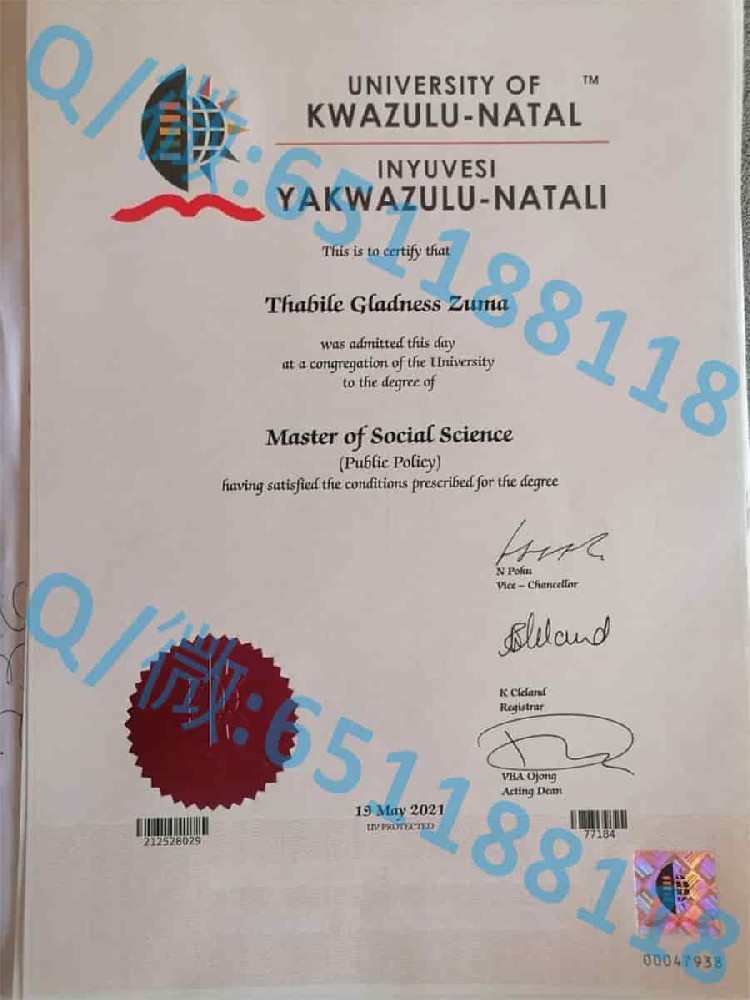 UNIVERSITY OF ™
KWAZULU-NATAL
INYUVESI
YAKWAZULU-NATALI
This is to certify that
Thabile Gladness Zuma
was admitted this day
at a congregation of the University
to the degree of
Master of Social Science
(Public Policy)
having satisfied the conditions prescribed for the degree
N Poku
Vice – Chancellor
K Cleland
Registrar
VBA Ojong
Acting Dean
19 May 2021
UV PROTECTED
212528029
77184
00047938
Q/微:651188118
Q/微:651188118